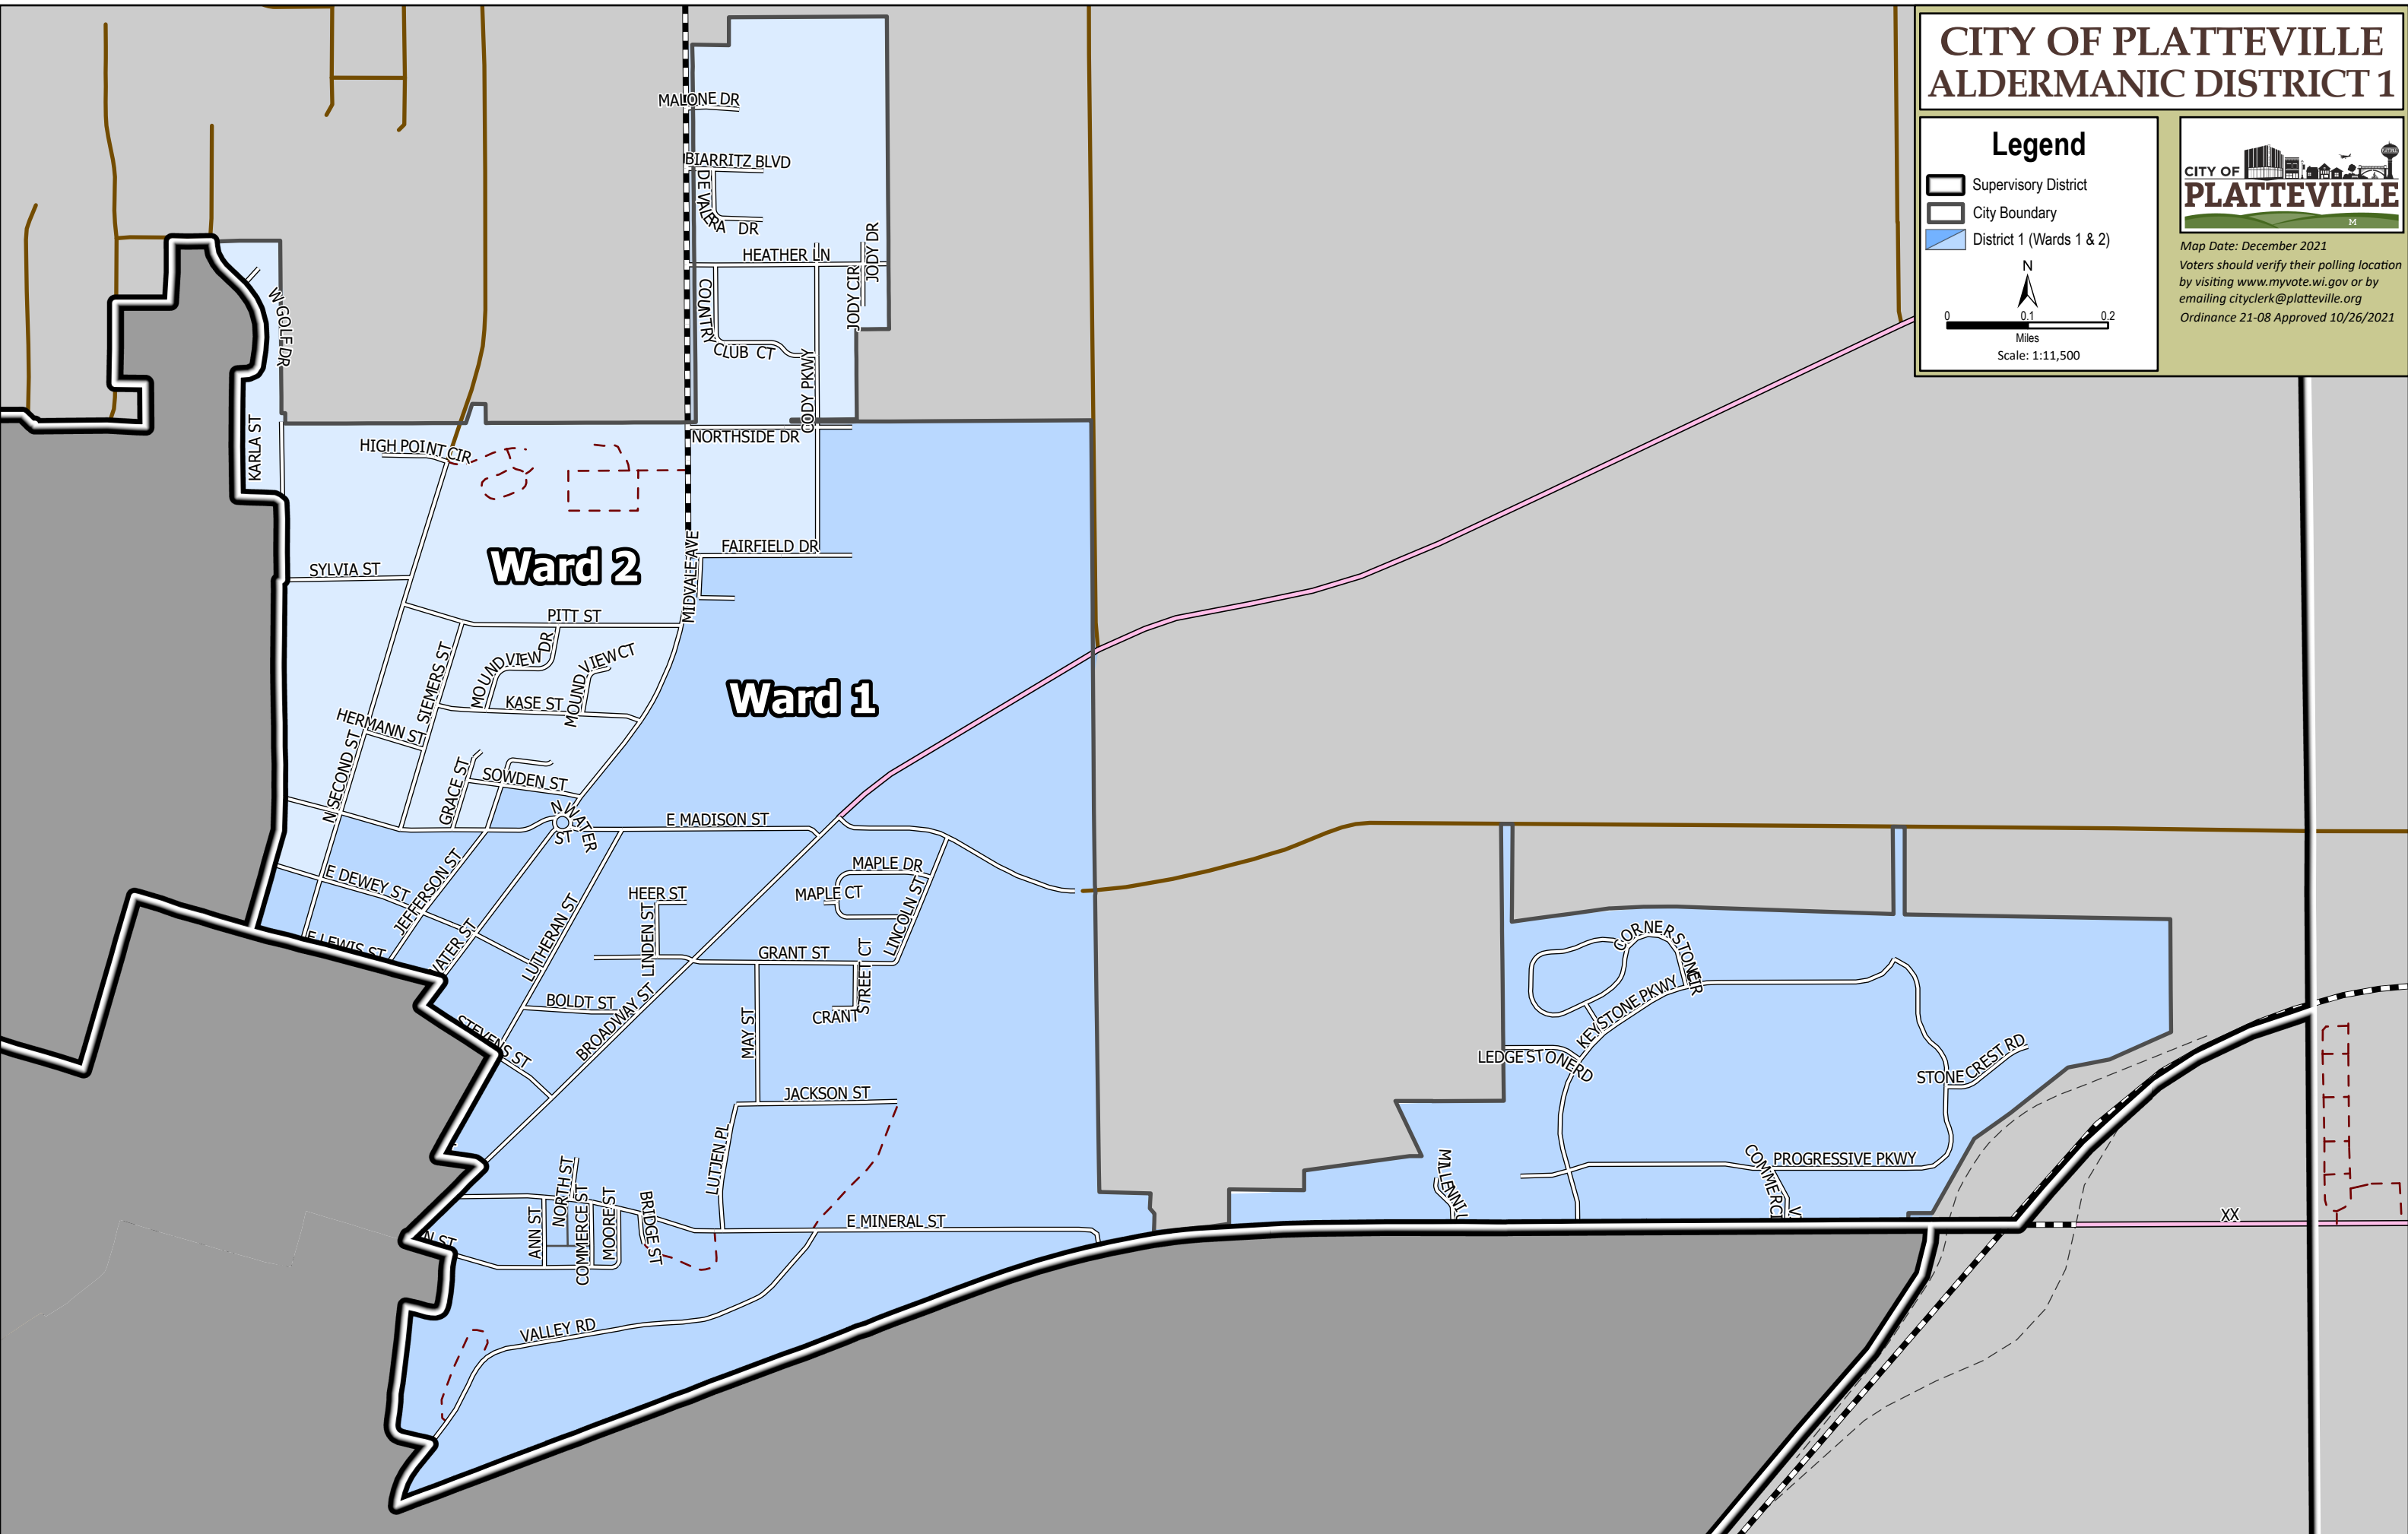 CITY OF PLATTEVILLE
ALDERMANIC DISTRICT 1
Legend
Supervisory District
City Boundary
District 1 (Wards 1 & 2)
N
0 0.1 0.2
Miles
Scale: 1:11,500
CITY OF
PLATTEVILLE
M
Map Date: December 2021
Voters should verify their polling location
by visiting www.myvote.wi.gov or by
emailing cityclerk@platteville.org
Ordinance 21-08 Approved 10/26/2021
MALONE DR
BIARRITZ BLVD
DE VALERA DR
HEATHER LN
JODY DR
JODY CIR
COUNTRY CLUB CT
CODY PKWY
W GOLF DR
KARLA ST
HIGH POINT CIR
NORTHSIDE DR
Ward 2
FAIRFIELD DR
MIDVALE AVE
SYLVIA ST
PITT ST
SIEMERS ST
MOUND VIEW DR
MOUND VIEW CT
KASE ST
Ward 1
HERMANN ST
N SECOND ST
GRACE ST
SOWDEN ST
N WATER ST
E MADISON ST
E DEWEY ST
JEFFERSON ST
MAPLE DR
MAPLE CT
HEER ST
LINDEN ST
LUTHERAN ST
LINCOLN ST
E LEWIS ST
WATER ST
GRANT ST
STREET CT
CRANT
BOLDT ST
BROADWAY ST
MAY ST
STEVENS ST
JACKSON ST
LUTJEN PL
CORNERSTONE CIR
KEYSTONE PKWY
LEDGESTONE RD
STONECREST RD
PROGRESSIVE PKWY
COMMERCI
MILLENNIU
NORTH ST
ANN ST
COMMERCE ST
MOORE ST
BRIDGE ST
E MINERAL ST
N ST
XX
VALLEY RD